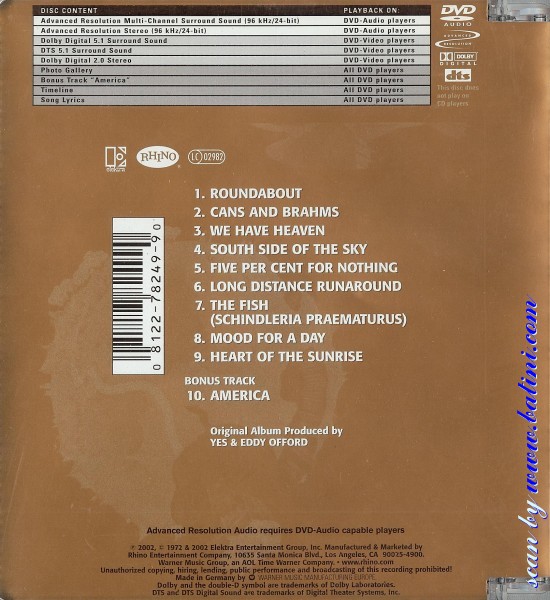 DISC CONTENT PLAYBACK ON:
Advanced Resolution Multi-Channel Surround Sound (96 kHz/24-bit) DVD-Audio players
Advanced Resolution Stereo (96 kHz/24-bit) DVD-Audio players
Dolby Digital 5.1 Surround Sound DVD-Video players
DTS 5.1 Surround Sound DVD-Video players
Dolby Digital 2.0 Stereo DVD-Video players
Photo Gallery All DVD players
Bonus Track "America" All DVD players
Timeline All DVD players
Song Lyrics All DVD players
DVD
AUDIO
ADVANCED
RESOLUTION
DOLBY
DIGITAL
dts
This disc does
not play on
CD players
elektra
RHINO
LC 02982
1. ROUNDABOUT
2. CANS AND BRAHMS
3. WE HAVE HEAVEN
4. SOUTH SIDE OF THE SKY
5. FIVE PER CENT FOR NOTHING
6. LONG DISTANCE RUNAROUND
7. THE FISH
(SCHINDLERIA PRAEMATURUS)
8. MOOD FOR A DAY
9. HEART OF THE SUNRISE
BONUS TRACK
10. AMERICA
0 81227-8249-9 0
Original Album Produced by
YES & EDDY OFFORD
Advanced Resolution Audio requires DVD-Audio capable players
℗ 2002, © 1972 & 2002 Elektra Entertainment Group, Inc. Manufactured & Marketed by
Rhino Entertainment Company, 10635 Santa Monica Blvd., Los Angeles, CA 90025-4900.
Warner Music Group, an AOL Time Warner Company. • www.rhino.com
Unauthorized copying, hiring, lending, public performance and broadcasting of this recording prohibited!
Made in Germany by WARNER MUSIC MANUFACTURING EUROPE.
Dolby and the double-D symbol are trademarks of Dolby Laboratories.
DTS and DTS Digital Sound are trademarks of Digital Theater Systems, Inc.
scan by www.batini.com